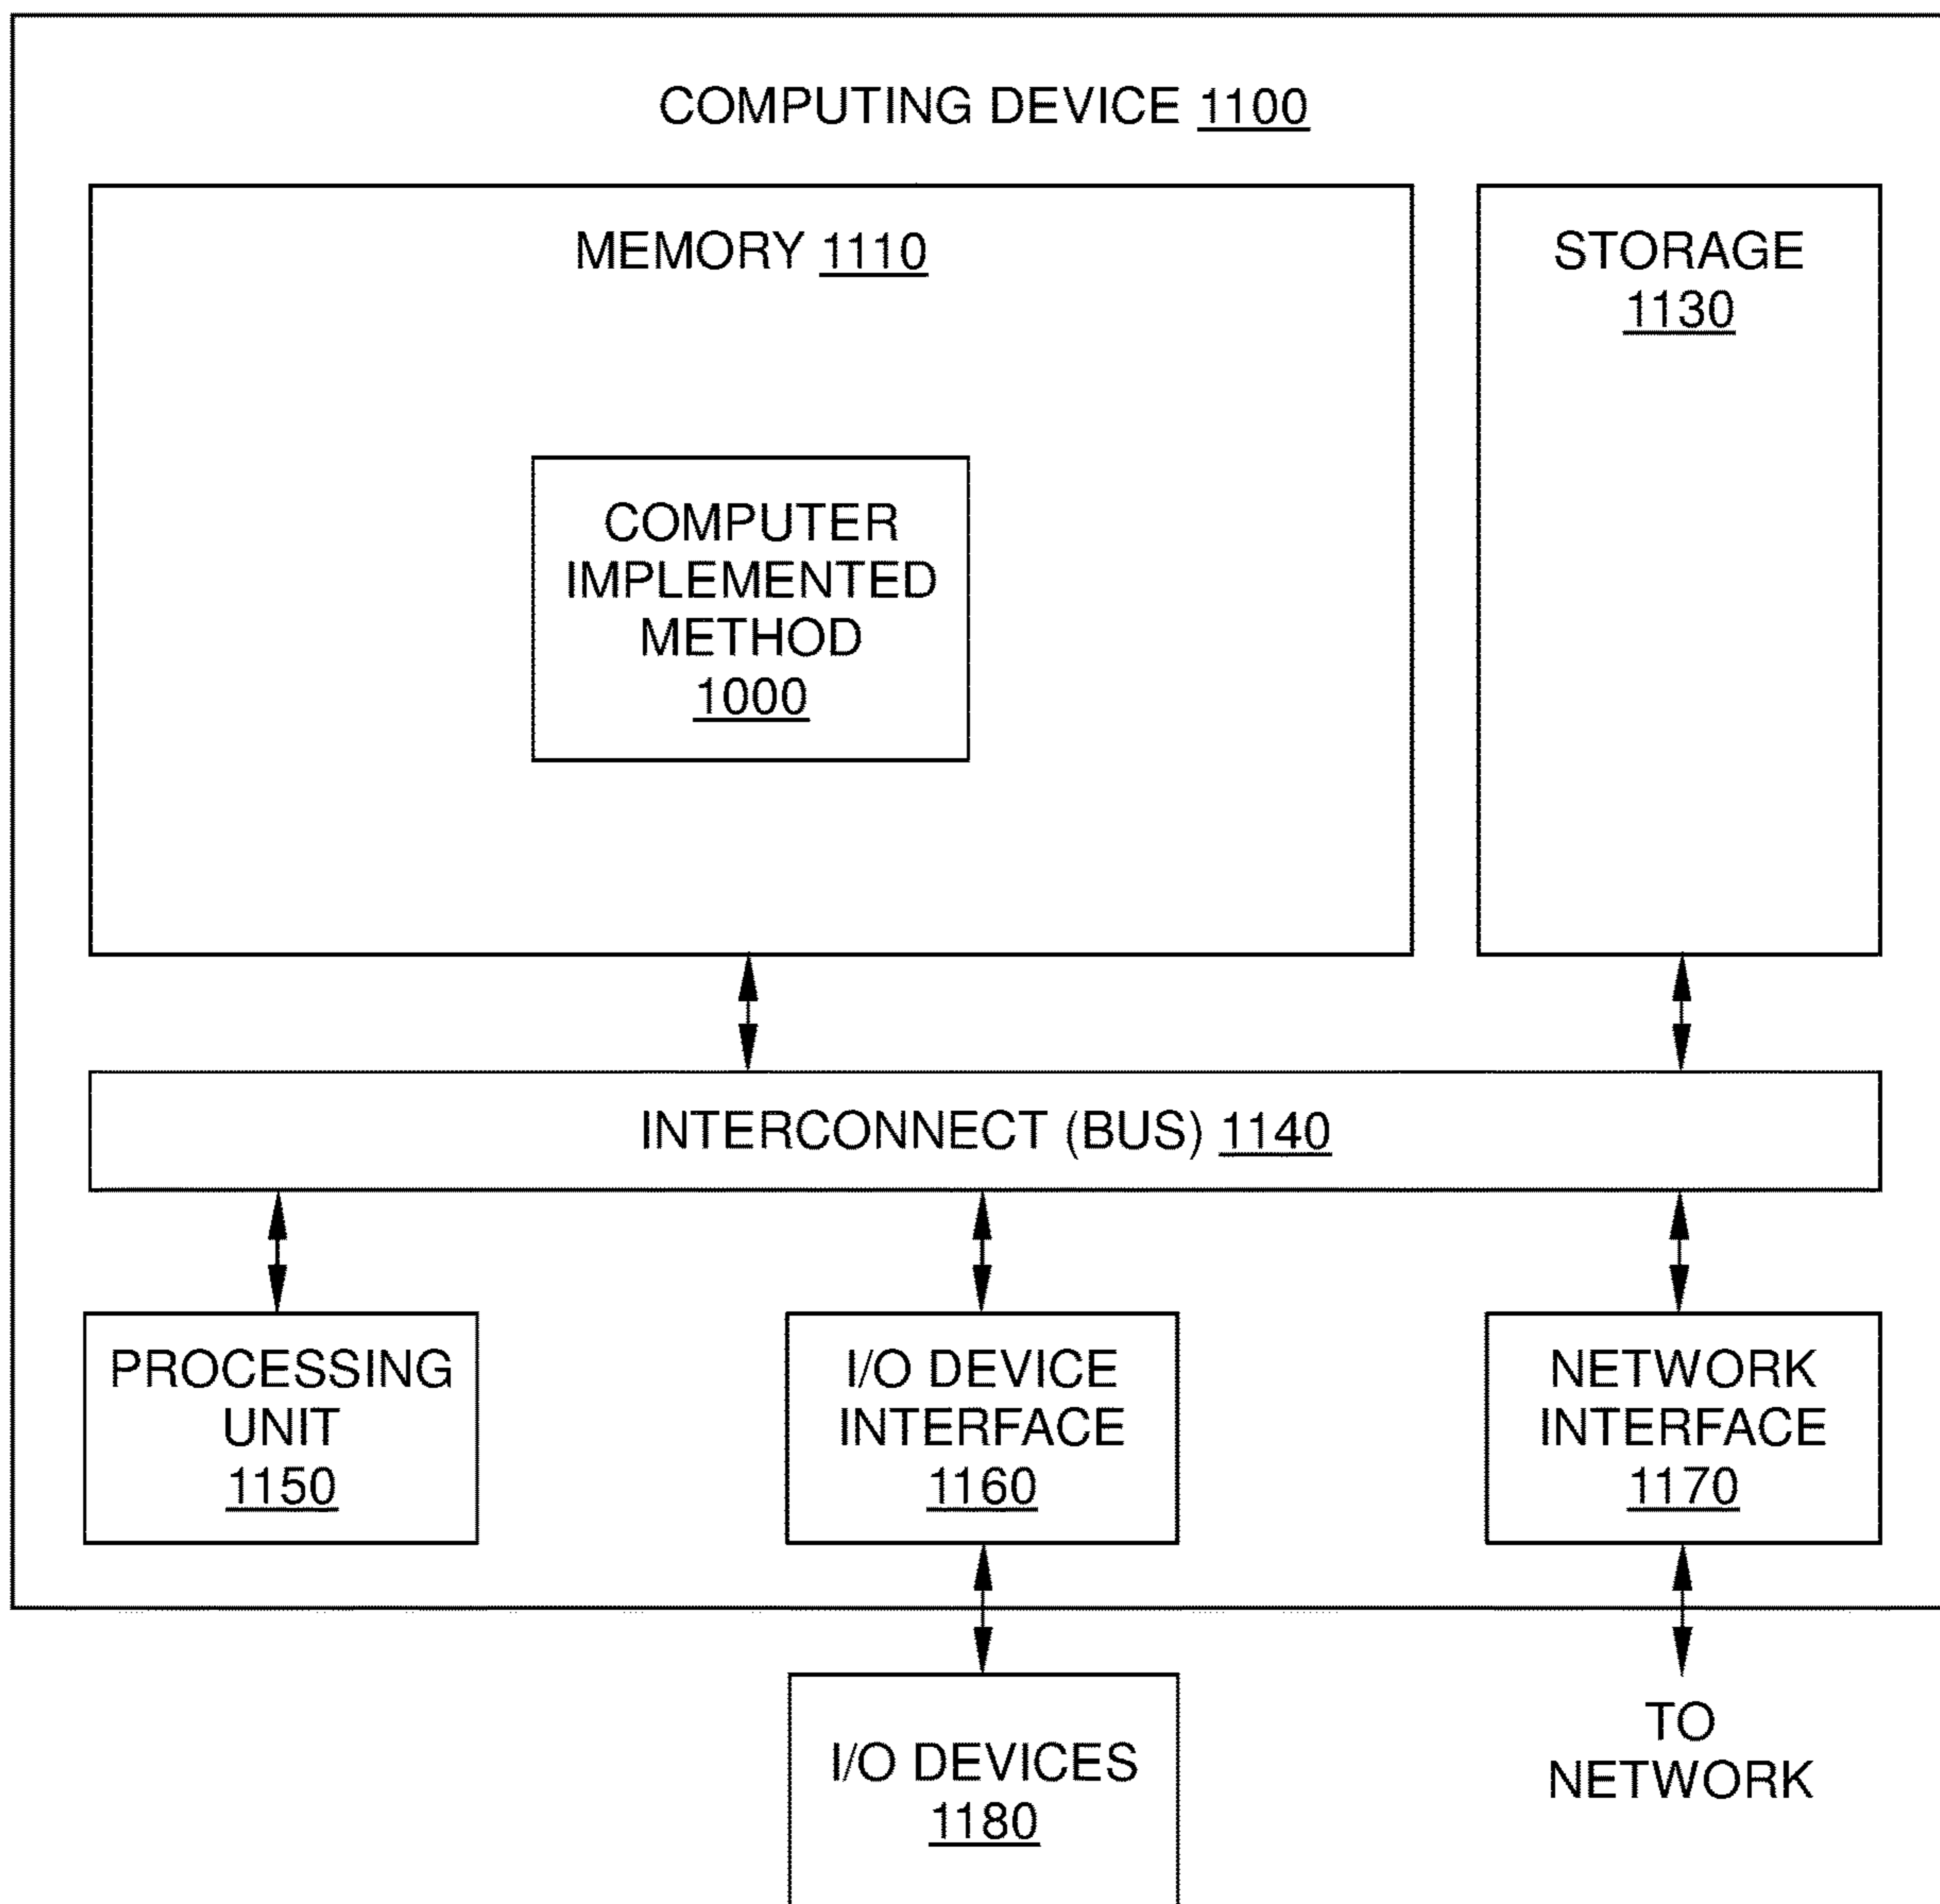 COMPUTING DEVICE 1100
MEMORY 1110
STORAGE
1130
COMPUTER
IMPLEMENTED
METHOD
1000
INTERCONNECT (BUS) 1140
PROCESSING
UNIT
1150
I/O DEVICE
INTERFACE
1160
NETWORK
INTERFACE
1170
I/O DEVICES
1180
TO
NETWORK